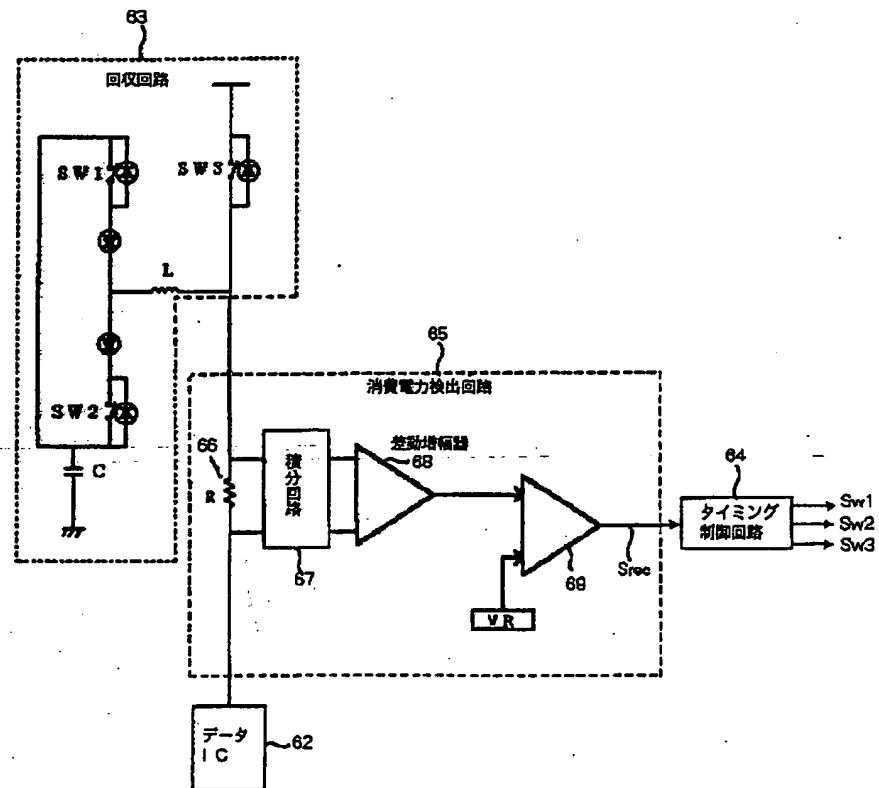 63
回収回路
SW1
SW3
L
SW2
C
65
消費電力検出回路
66
R
積分回路
67
差動増幅器
68
69
VR
Srec
64
タイミング
制御回路
Sw1
Sw2
Sw3
データ
IC
62